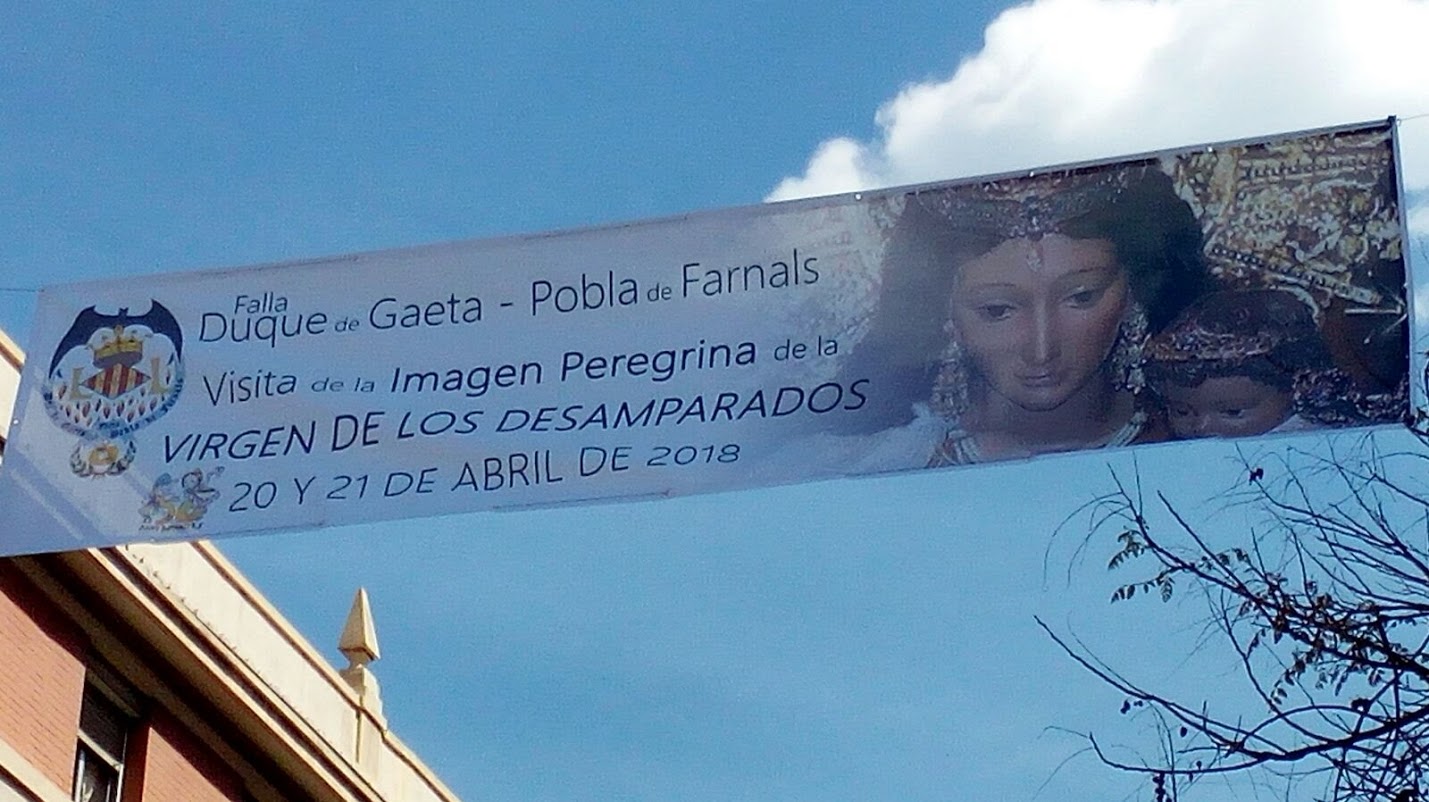 Falla
Duque de Gaeta - Pobla de Farnals
Visita de la Imagen Peregrina de la
VIRGEN DE LOS DESAMPARADOS
20 Y 21 DE ABRIL DE 2018